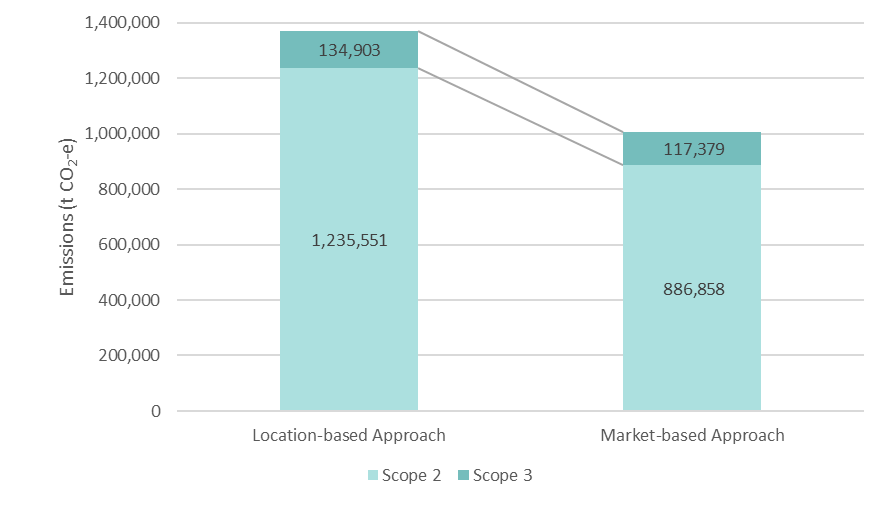 1,400,000
1,200,000
1,000,000
800,000
600,000
400,000
200,000
0
Emissions (t CO₂-e)
134,903
1,235,551
117,379
886,858
Location-based Approach
Market-based Approach
Scope 2
Scope 3